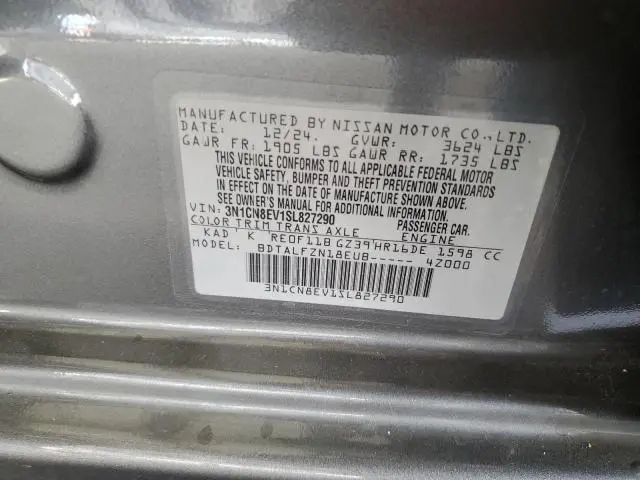 MANUFACTURED BY NISSAN MOTOR CO.,LTD.
DATE: 12/24. GVWR: 3624 LBS
GAWR FR: 1905 LBS GAWR RR: 1735 LBS
THIS VEHICLE CONFORMS TO ALL APPLICABLE FEDERAL MOTOR
VEHICLE SAFETY, BUMPER AND THEFT PREVENTION STANDARDS
IN EFFECT ON THE DATE OF MANUFACTURE SHOWN ABOVE.
SEE OWNER'S MANUAL FOR ADDITIONAL INFORMATION.
VIN: 3N1CN8EV1SL827290 PASSENGER CAR.
COLOR TRIM TRANS AXLE ENGINE
KAD K RE0F11B GZ39 HR16DE 1598 CC
MODEL: BDTALFZN18EUB----- 4Z000
3N1CN8EV1SL827290